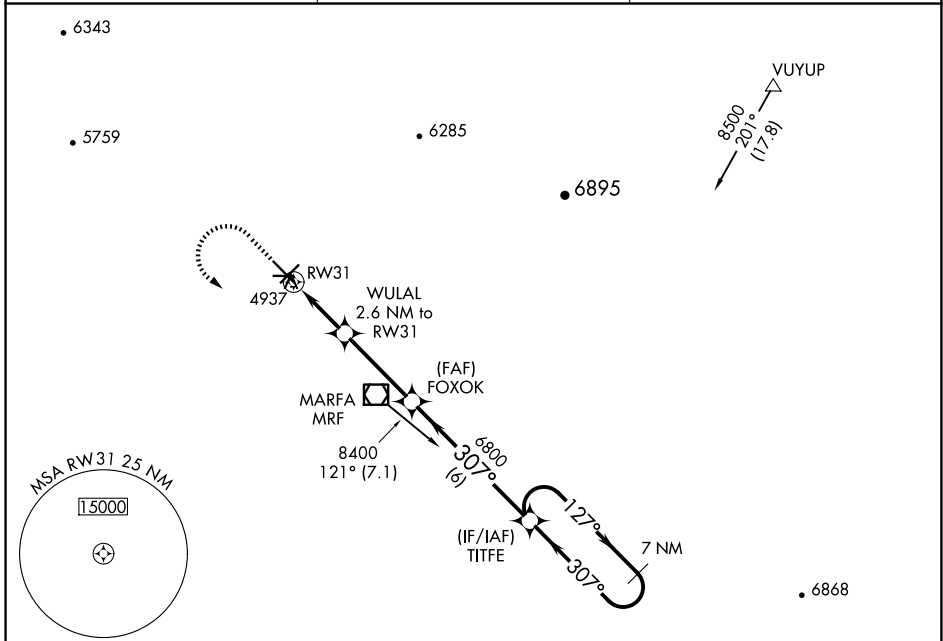 6343
VUYUP
8500
201°
(17.8)
5759
6285
6895
RW31
4937
WULAL
2.6 NM to
RW31
(FAF)
FOXOK
MARFA
MRF
8400
121° (7.1)
6800
307°
(6)
MSA RW31 25 NM
15000
(IF/IAF)
TITFE
127°
307°
7 NM
6868